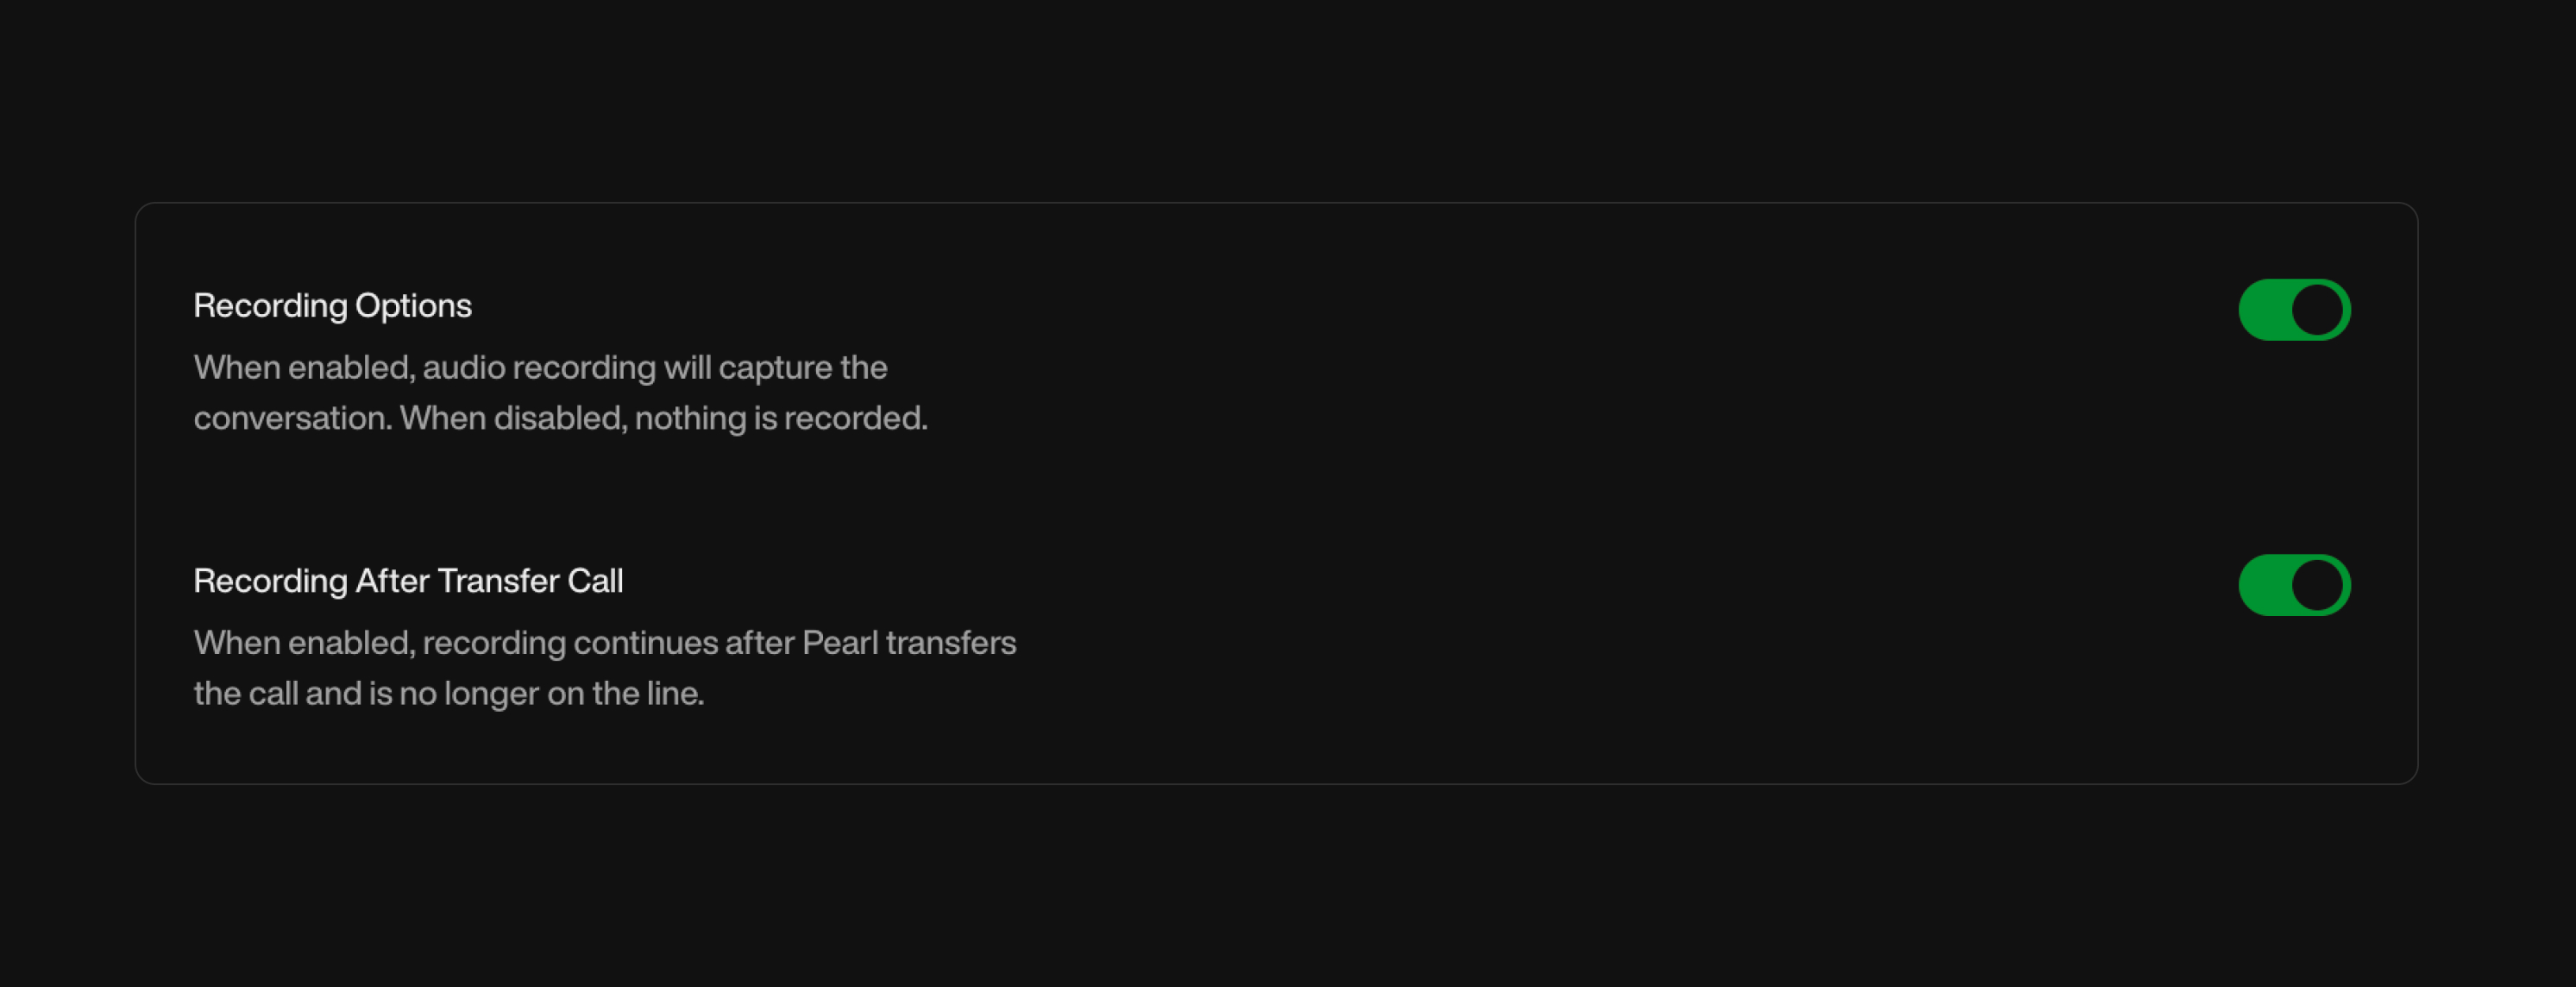 Recording Options
When enabled, audio recording will capture the
conversation. When disabled, nothing is recorded.
Recording After Transfer Call
When enabled, recording continues after Pearl transfers
the call and is no longer on the line.